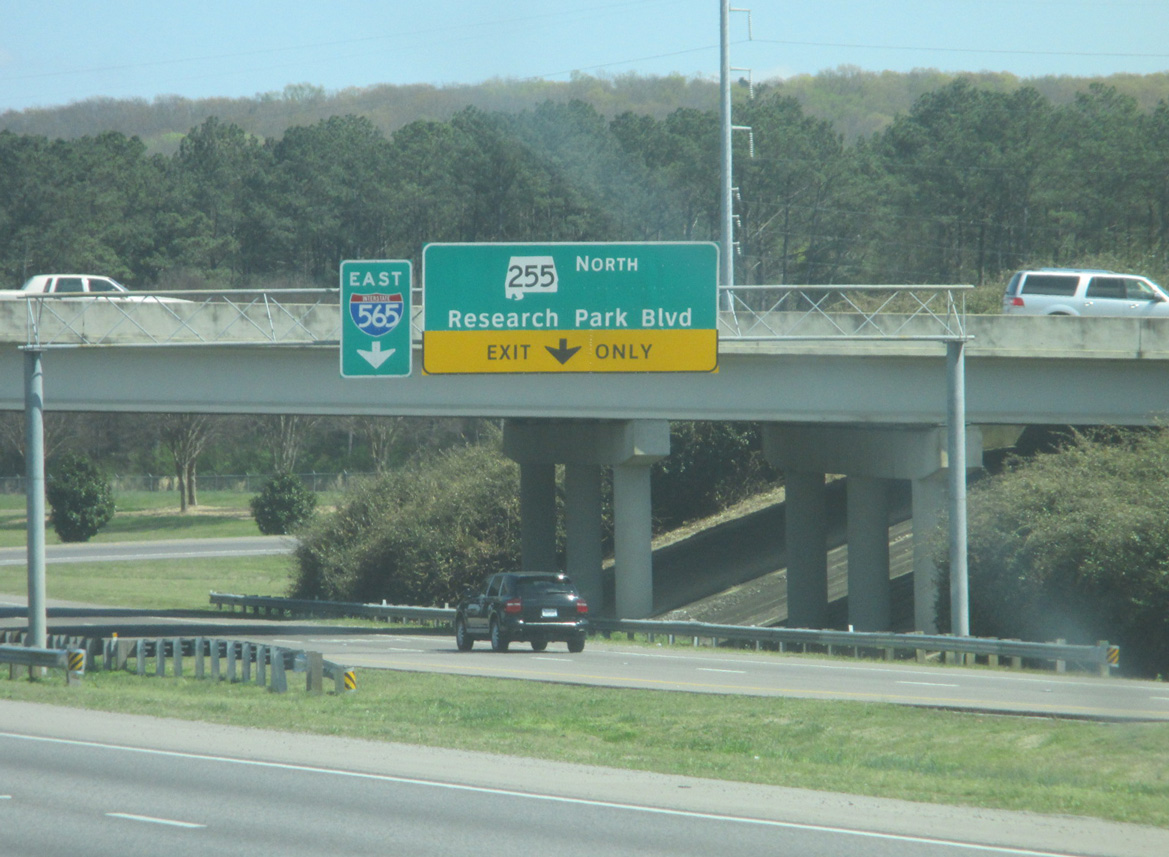 EAST
INTERSTATE
565
255 NORTH
Research Park Blvd
EXIT ONLY